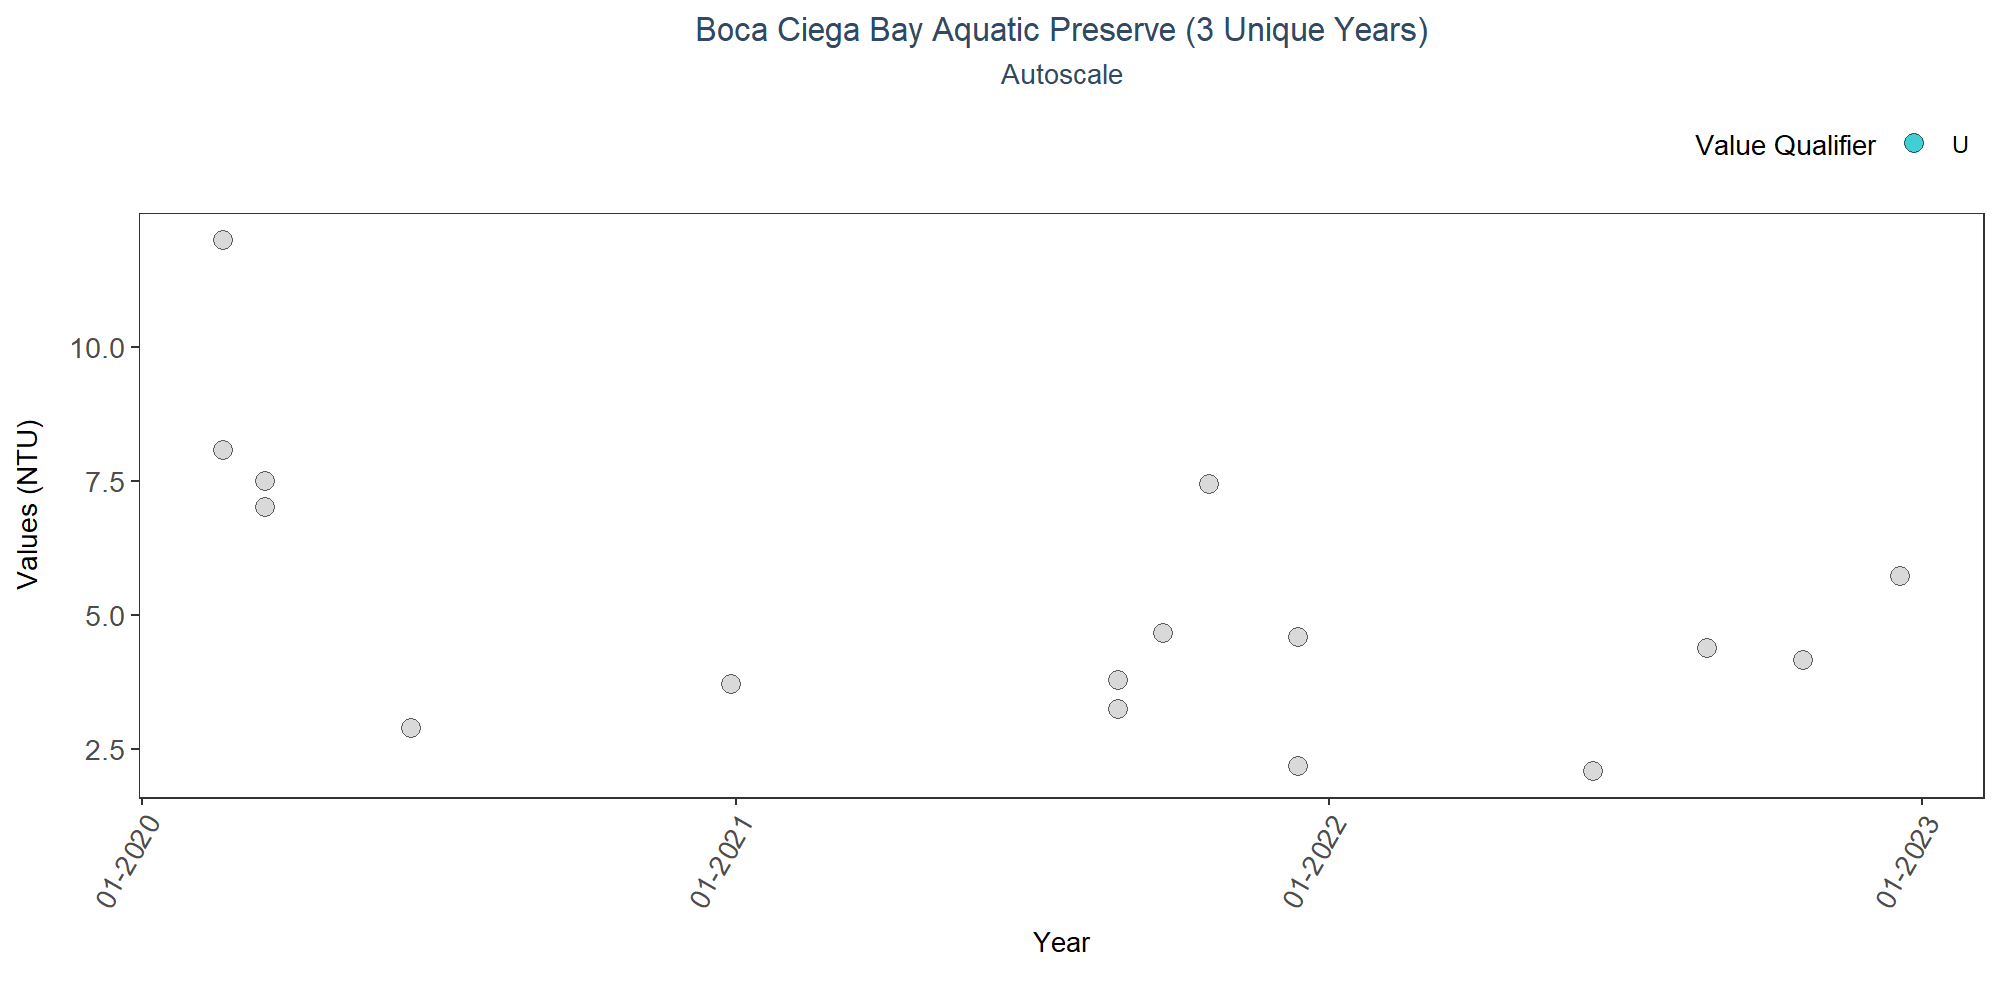 Boca Ciega Bay Aquatic Preserve (3 Unique Years)
Autoscale
Value Qualifier U
10.0
7.5
5.0
2.5
Values (NTU)
01-2020
01-2021
01-2022
01-2023
Year